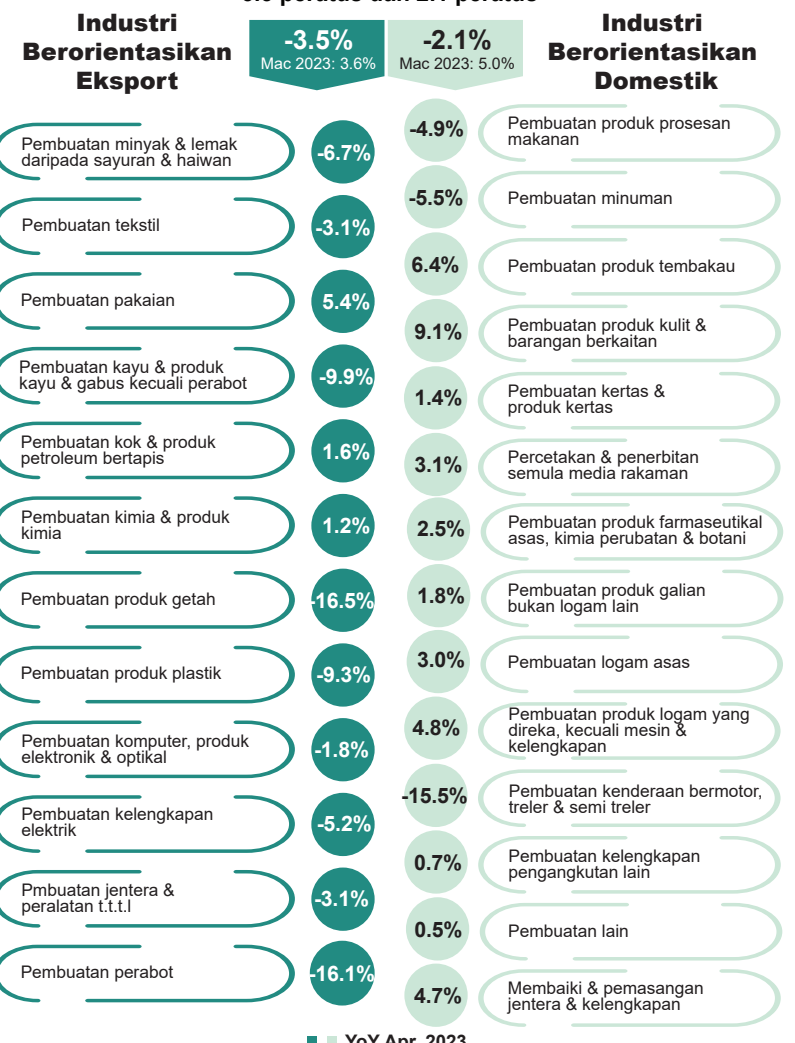 Industri
Berorientasikan
Eksport
-3.5%
Mac 2023: 3.6%
-2.1%
Mac 2023: 5.0%
Industri
Berorientasikan
Domestik
Pembuatan minyak & lemak
daripada sayuran & haiwan
-6.7%
Pembuatan tekstil
-3.1%
Pembuatan pakaian
5.4%
Pembuatan kayu & produk
kayu & gabus kecuali perabot
-9.9%
Pembuatan kok & produk
petroleum bertapis
1.6%
Pembuatan kimia & produk
kimia
1.2%
Pembuatan produk getah
-16.5%
Pembuatan produk plastik
-9.3%
Pembuatan komputer, produk
elektronik & optikal
-1.8%
Pembuatan kelengkapan
elektrik
-5.2%
Pmbuatan jentera &
peralatan t.t.t.l
-3.1%
Pembuatan perabot
-16.1%
-4.9%
Pembuatan produk prosesan
makanan
-5.5%
Pembuatan minuman
6.4%
Pembuatan produk tembakau
9.1%
Pembuatan produk kulit &
barangan berkaitan
1.4%
Pembuatan kertas &
produk kertas
3.1%
Percetakan & penerbitan
semula media rakaman
2.5%
Pembuatan produk farmaseutikal
asas, kimia perubatan & botani
1.8%
Pembuatan produk galian
bukan logam lain
3.0%
Pembuatan logam asas
4.8%
Pembuatan produk logam yang
direka, kecuali mesin &
kelengkapan
-15.5%
Pembuatan kenderaan bermotor,
treler & semi treler
0.7%
Pembuatan kelengkapan
pengangkutan lain
0.5%
Pembuatan lain
4.7%
Membaiki & pemasangan
jentera & kelengkapan
YoY Apr. 2023